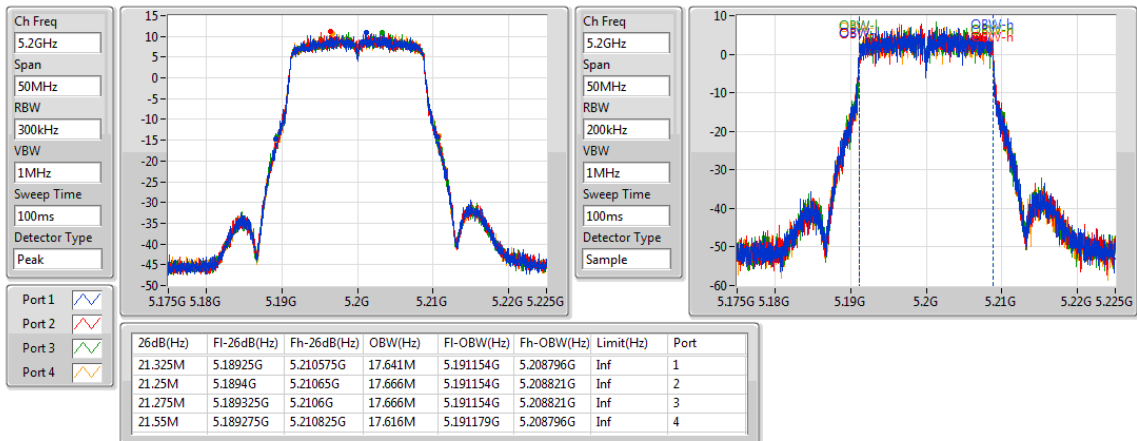 Ch Freq
5.2GHz
Span
50MHz
RBW
300kHz
VBW
1MHz
Sweep Time
100ms
Detector Type
Peak
15
10
5
0
-5
-10
-15
-20
-25
-30
-35
-40
-45
-50
5.175G 5.18G 5.19G 5.2G 5.21G 5.22G 5.225G
Ch Freq
5.2GHz
Span
50MHz
RBW
200kHz
VBW
1MHz
Sweep Time
100ms
Detector Type
Sample
10
0
-10
-20
-30
-40
-50
-60
OBW-l OBW-h
OBW-l OBW-h
5.175G 5.18G 5.19G 5.2G 5.21G 5.22G 5.225G
Port 1
Port 2
Port 3
Port 4
26dB(Hz) Fl-26dB(Hz) Fh-26dB(Hz) OBW(Hz) Fl-OBW(Hz) Fh-OBW(Hz) Limit(Hz) Port
21.325M 5.18925G 5.210575G 17.641M 5.191154G 5.208796G Inf 1
21.25M 5.1894G 5.21065G 17.666M 5.191154G 5.208821G Inf 2
21.275M 5.189325G 5.2106G 17.666M 5.191154G 5.208821G Inf 3
21.55M 5.189275G 5.210825G 17.616M 5.191179G 5.208796G Inf 4